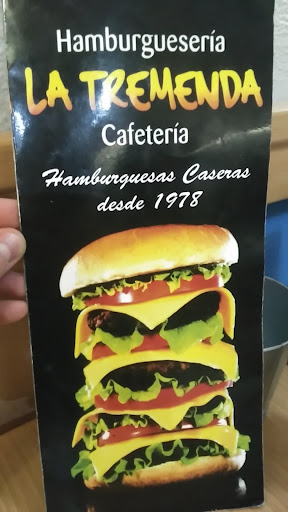 Hamburguesería
LA TREMENDA
Cafetería
Hamburguesas Caseras
desde 1978